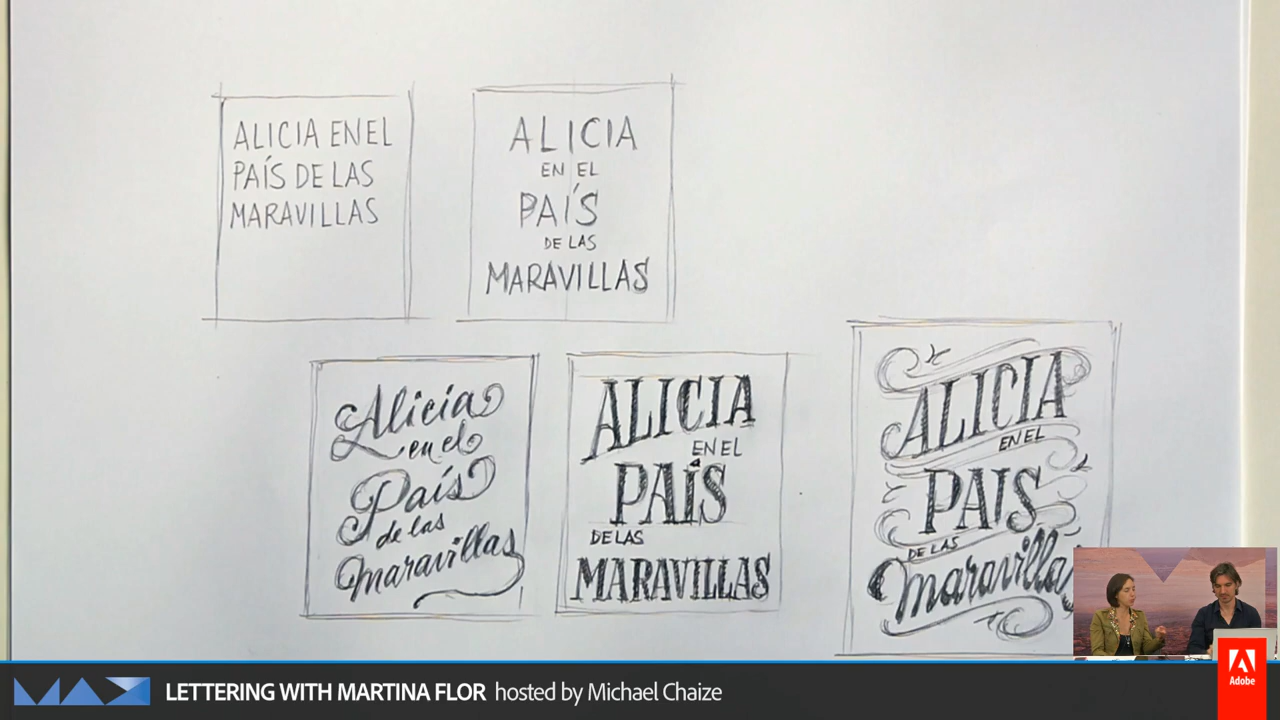 ALICIA EN EL
PAÍS DE LAS
MARAVILLAS
ALICIA
EN EL
PAÍS
DE LAS
MARAVILLAS
Alicia
en el
País
de las
Maravillas
ALICIA
EN EL
PAÍS
DE LAS
MARAVILLAS
ALICIA
EN EL
PAIS
DE LAS
Maravillas
MAX LETTERING WITH MARTINA FLOR hosted by Michael Chaize
Adobe